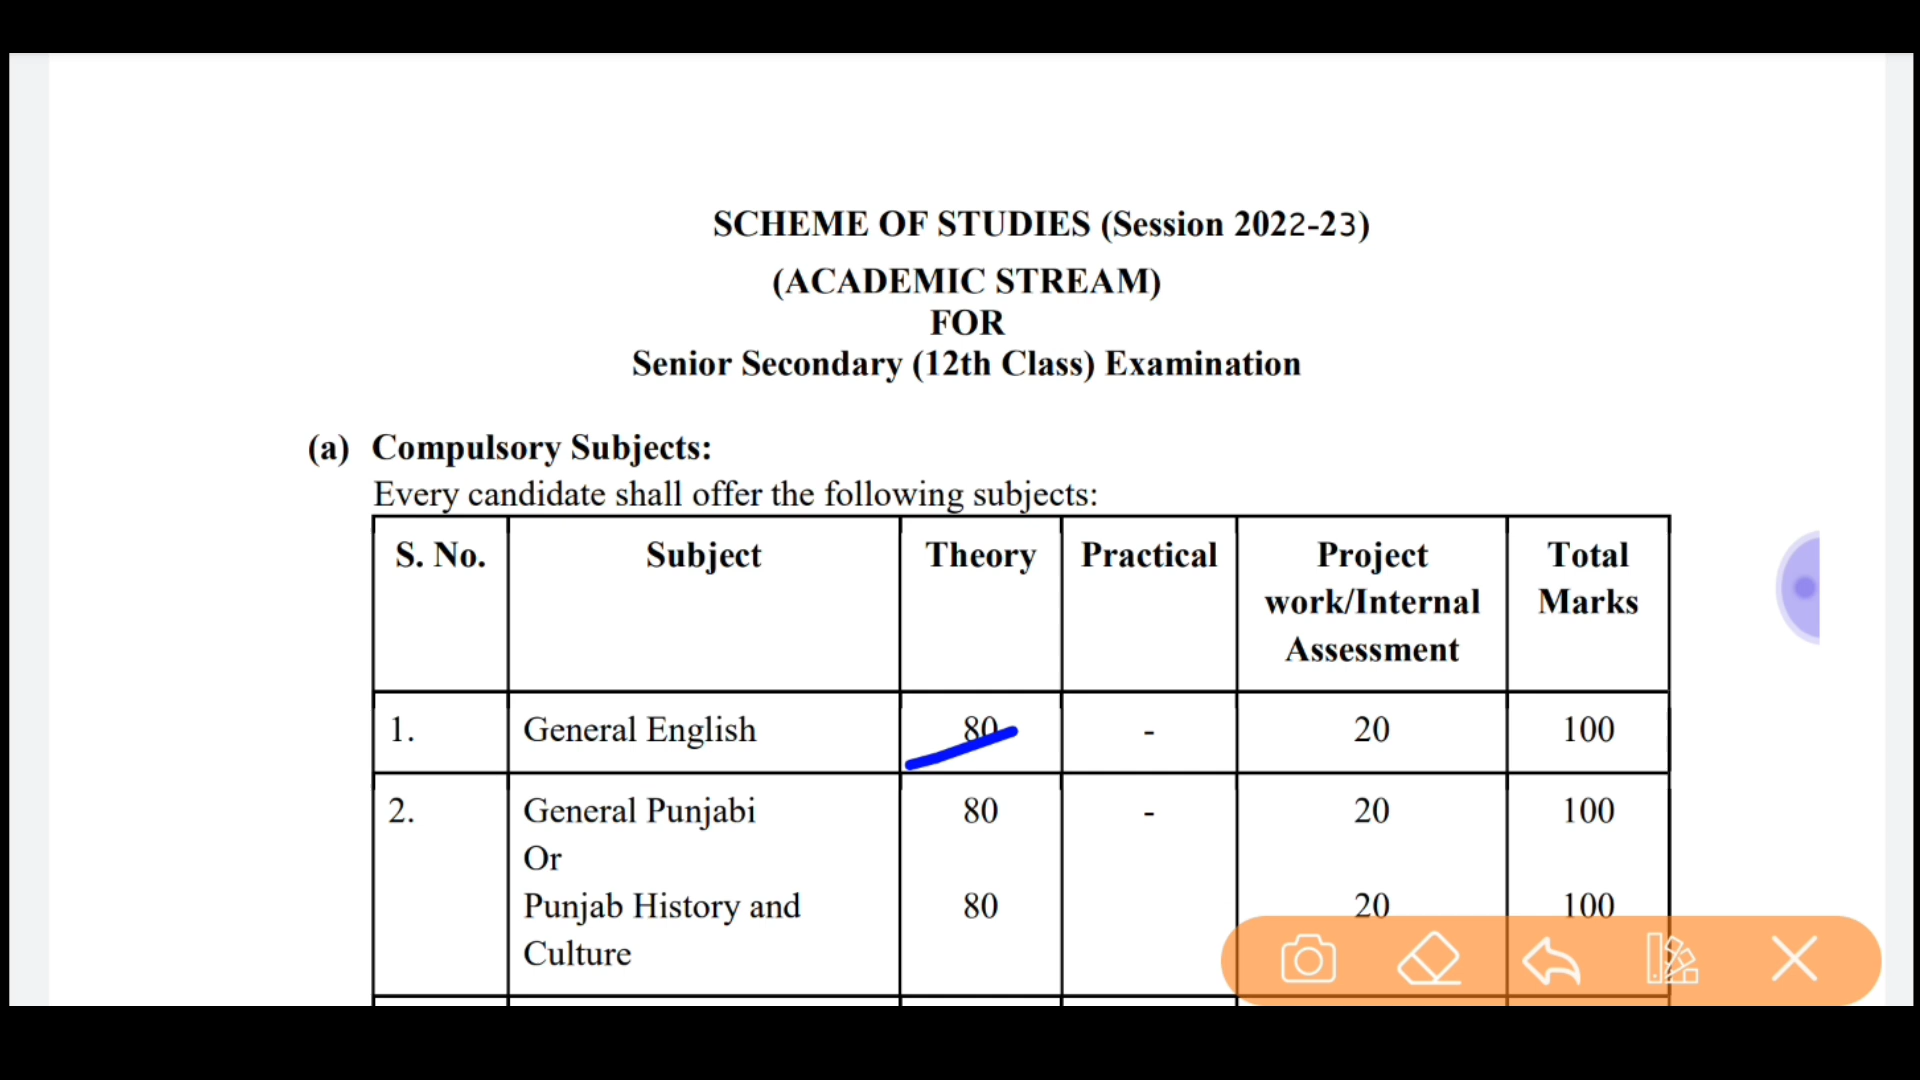 SCHEME OF STUDIES (Session 2022-23)
(ACADEMIC STREAM)
FOR
Senior Secondary (12th Class) Examination
(a) Compulsory Subjects:
Every candidate shall offer the following subjects:
S. No. Subject Theory Practical Project work/Internal Assessment Total Marks
1. General English 80 - 20 100
2. General Punjabi 80 - 20 100
Or
Punjab History and 80 20 100
Culture